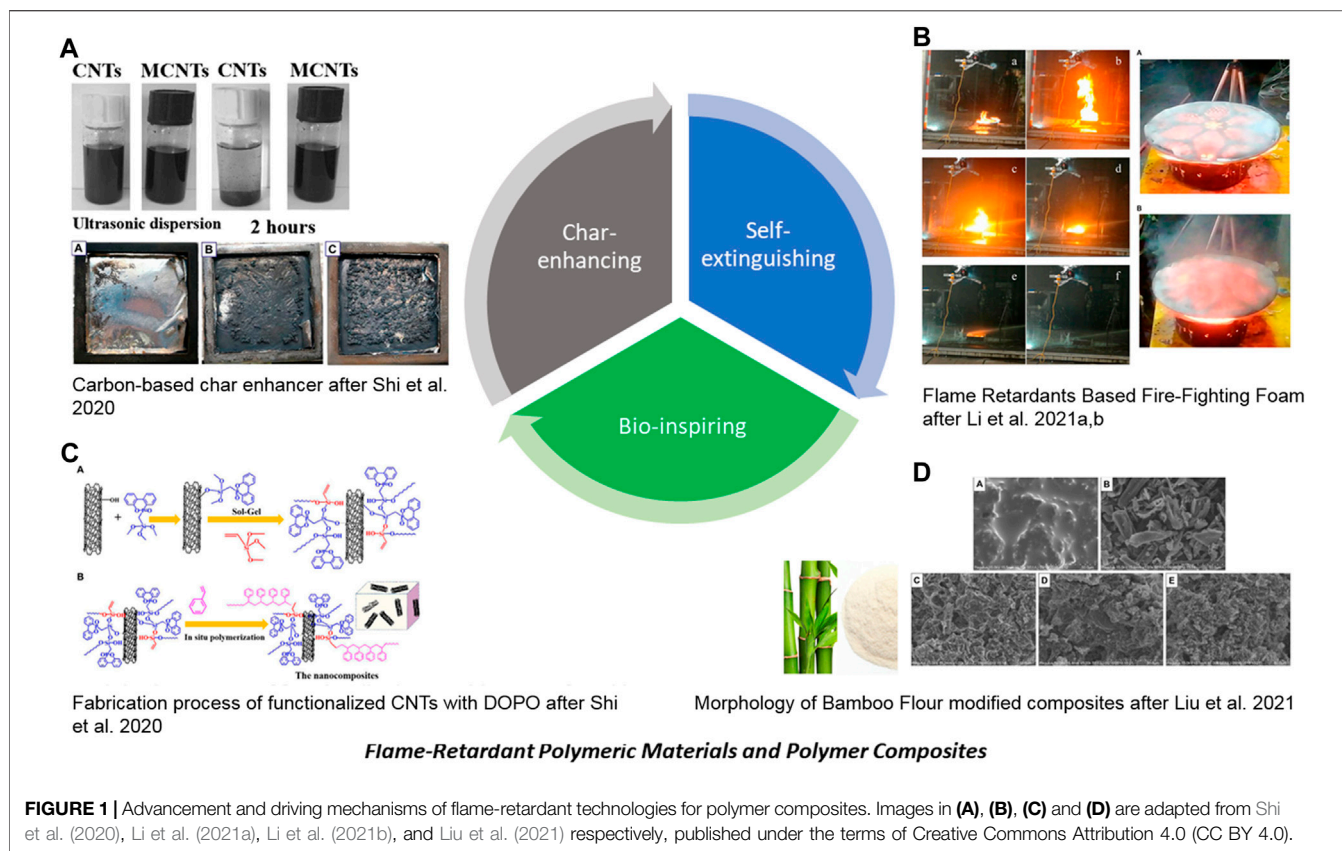 A
CNTs MCNTs CNTs MCNTs
Ultrasonic dispersion 2 hours
A B C
Carbon-based char enhancer after Shi et al.
2020
Char-
enhancing
Self-
extinguishing
Bio-inspiring
B
a b
c d
e f
A
B
Flame Retardants Based Fire-Fighting Foam
after Li et al. 2021a,b
C
A
OH
+
Sol-Gel
B
In situ polymerization
The nanocomposites
Fabrication process of functionalized CNTs with DOPO after Shi
et al. 2020
D
A B
C D E
Morphology of Bamboo Flour modified composites after Liu et al. 2021
Flame-Retardant Polymeric Materials and Polymer Composites
FIGURE 1 | Advancement and driving mechanisms of flame-retardant technologies for polymer composites. Images in (A), (B), (C) and (D) are adapted from Shi
et al. (2020), Li et al. (2021a), Li et al. (2021b), and Liu et al. (2021) respectively, published under the terms of Creative Commons Attribution 4.0 (CC BY 4.0).